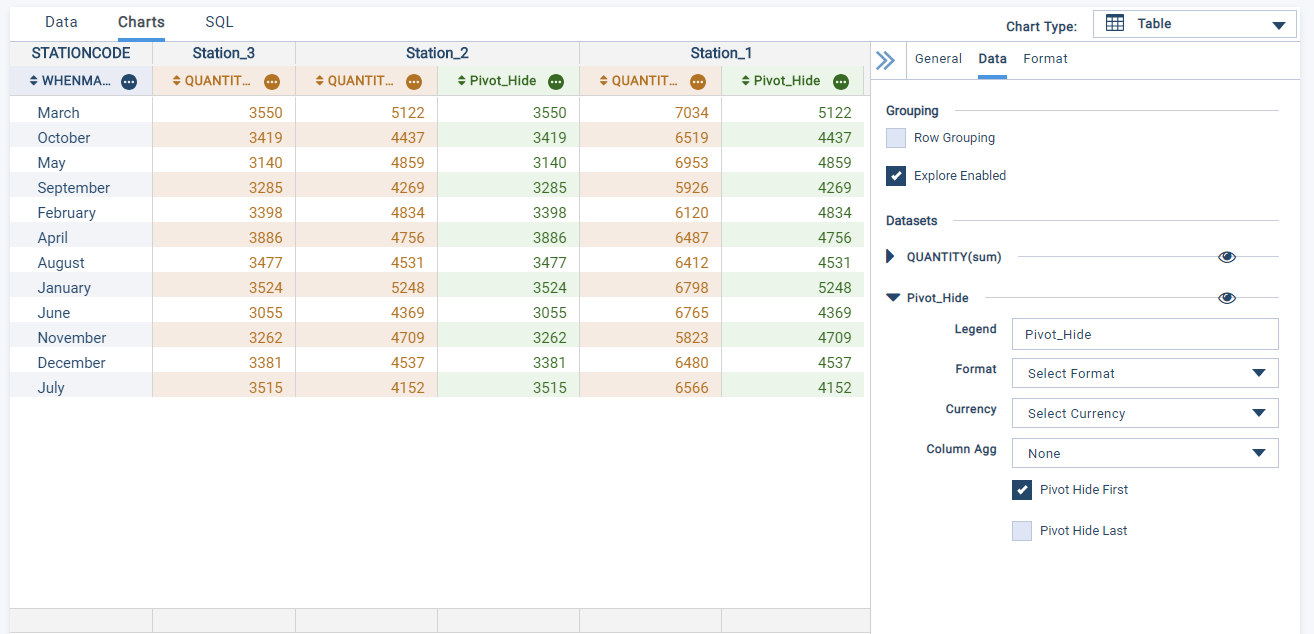 Data Charts SQL
Chart Type: Table
STATIONCODE Station_3 Station_2 Station_1
WHENMA... QUANTIT... QUANTIT... Pivot_Hide QUANTIT... Pivot_Hide
March 3550 5122 3550 7034 5122
October 3419 4437 3419 6519 4437
May 3140 4859 3140 6953 4859
September 3285 4269 3285 5926 4269
February 3398 4834 3398 6120 4834
April 3886 4756 3886 6487 4756
August 3477 4531 3477 6412 4531
January 3524 5248 3524 6798 5248
June 3055 4369 3055 6765 4369
November 3262 4709 3262 5823 4709
December 3381 4537 3381 6480 4537
July 3515 4152 3515 6566 4152
General Data Format
Grouping
Row Grouping
Explore Enabled
Datasets
QUANTITY(sum)
Pivot_Hide
Legend Pivot_Hide
Format Select Format
Currency Select Currency
Column Agg None
Pivot Hide First
Pivot Hide Last